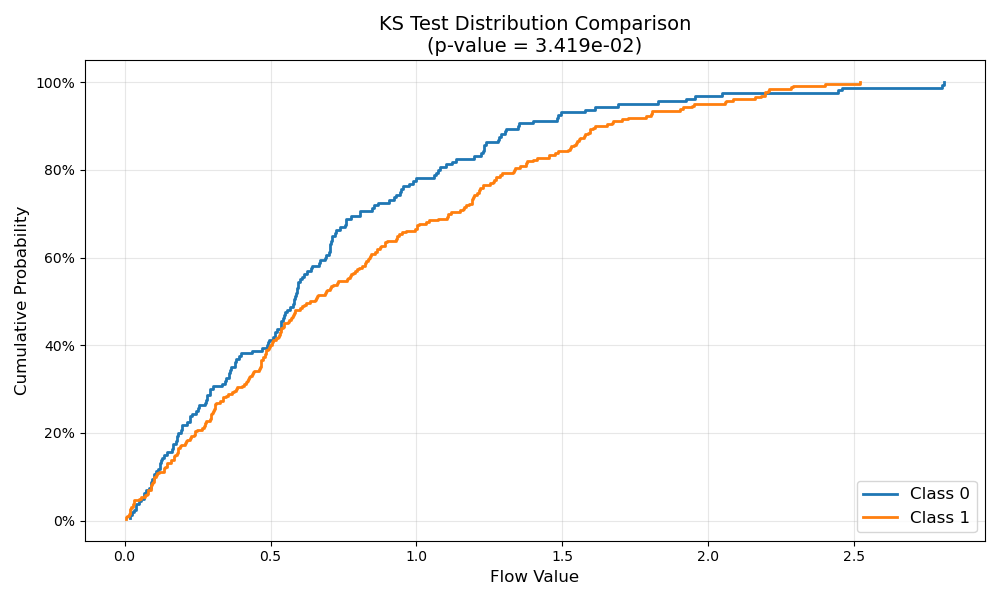 KS Test Distribution Comparison
(p-value = 3.419e-02)
Cumulative Probability
100%
80%
60%
40%
20%
0%
0.0
0.5
1.0
1.5
2.0
2.5
Flow Value
Class 0
Class 1